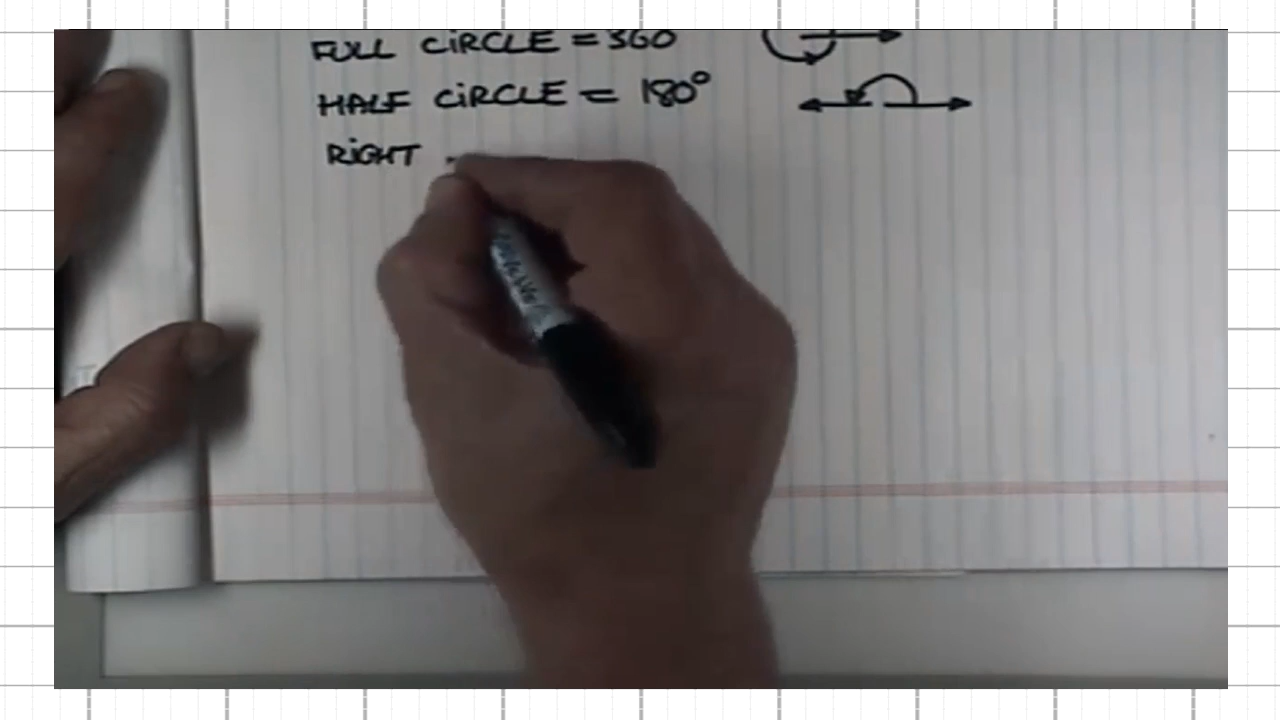 FULL CiRCLE = 360
HALF CiRCLE = 180°
RiGHT